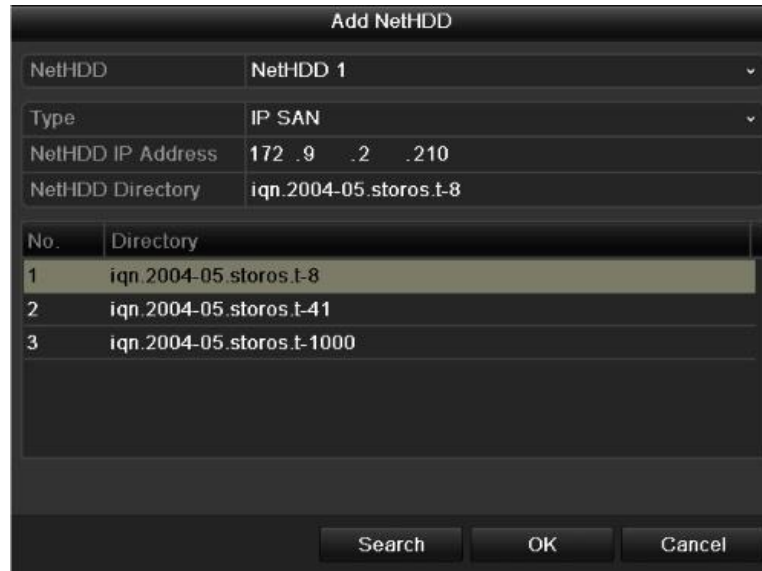 Add NetHDD
NetHDD NetHDD 1
Type IP SAN
NetHDD IP Address 172 .9 .2 .210
NetHDD Directory iqn.2004-05.storos.t-8
No. Directory
1 iqn.2004-05.storos.t-8
2 iqn.2004-05.storos.t-41
3 iqn.2004-05.storos.t-1000
Search OK Cancel